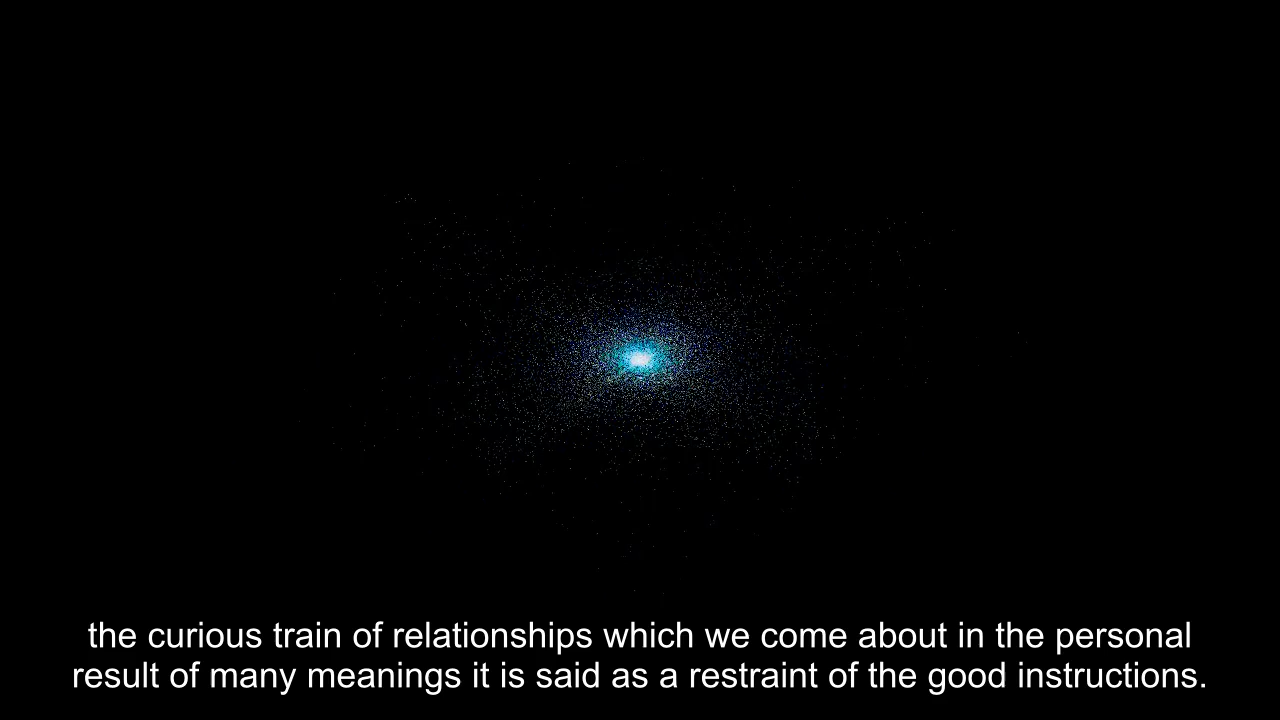 the curious train of relationships which we come about in the personal
result of many meanings it is said as a restraint of the good instructions.